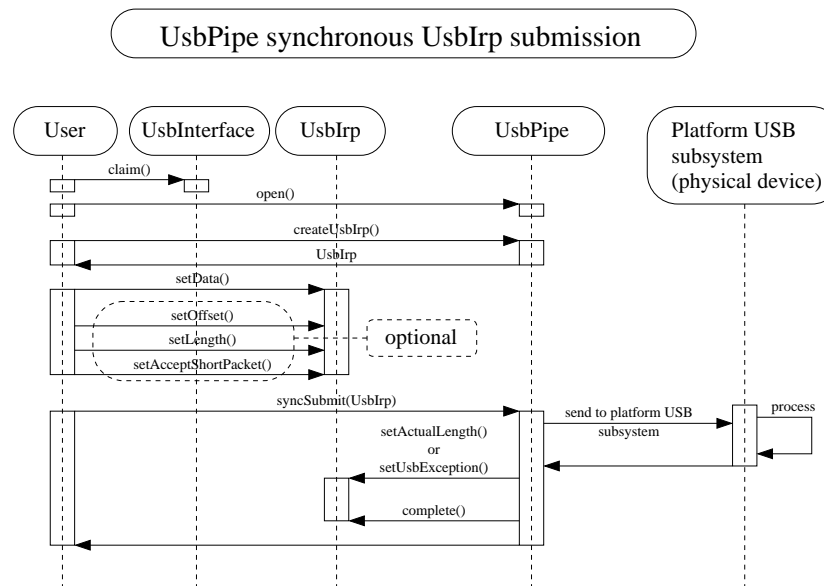 UsbPipe synchronous UsbIrp submission
User
UsbInterface
UsbIrp
UsbPipe
Platform USB
subsystem
(physical device)
claim()
open()
createUsbIrp()
UsbIrp
setData()
setOffset()
setLength()
setAcceptShortPacket()
optional
syncSubmit(UsbIrp)
send to platform USB
subsystem
process
setActualLength()
or
setUsbException()
complete()